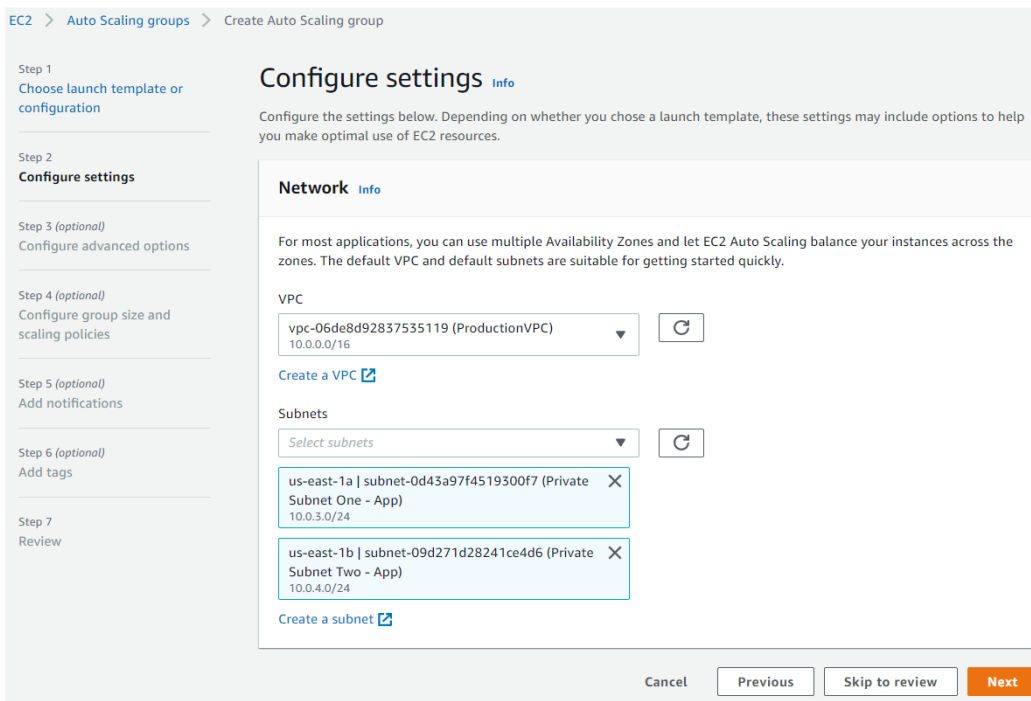 EC2 > Auto Scaling groups > Create Auto Scaling group
Step 1
Choose launch template or
configuration
Step 2
Configure settings
Step 3 (optional)
Configure advanced options
Step 4 (optional)
Configure group size and
scaling policies
Step 5 (optional)
Add notifications
Step 6 (optional)
Add tags
Step 7
Review
Configure settings Info
Configure the settings below. Depending on whether you chose a launch template, these settings may include options to help
you make optimal use of EC2 resources.
Network Info
For most applications, you can use multiple Availability Zones and let EC2 Auto Scaling balance your instances across the
zones. The default VPC and default subnets are suitable for getting started quickly.
VPC
vpc-06de8d92837535119 (ProductionVPC)
10.0.0.0/16
Create a VPC
Subnets
Select subnets
us-east-1a | subnet-0d43a97f4519300f7 (Private
Subnet One - App)
10.0.3.0/24
us-east-1b | subnet-09d271d28241ce4d6 (Private
Subnet Two - App)
10.0.4.0/24
Create a subnet
Cancel Previous Skip to review Next